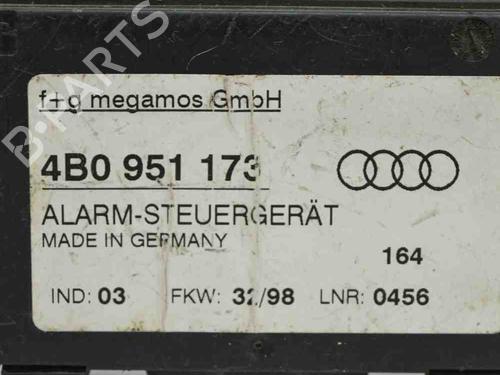 f+g megamos GmbH
4B0 951 173
ALARM-STEUERGERÄT
MADE IN GERMANY
164
IND: 03 FKW: 32/98 LNR: 0456
B-PARTS